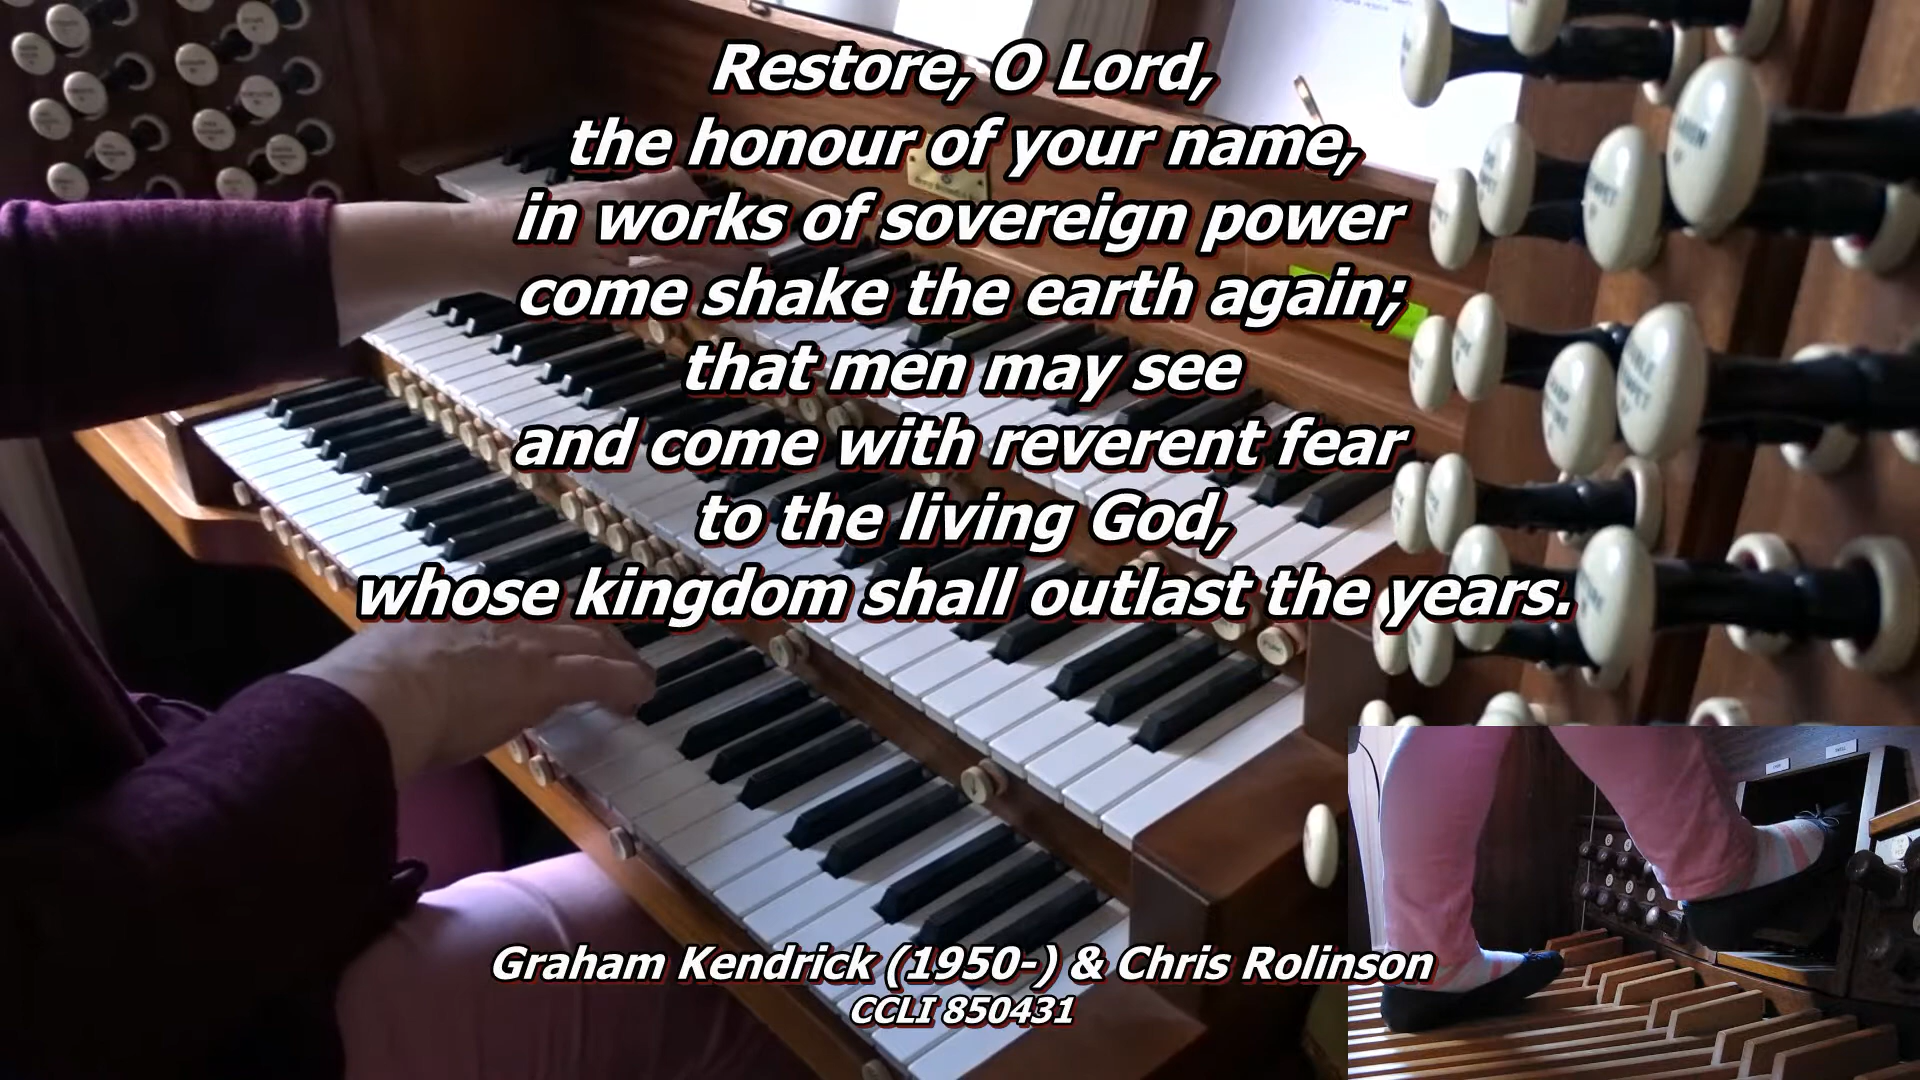 Restore, O Lord,
the honour of your name,
in works of sovereign power
come shake the earth again;
that men may see
and come with reverent fear
to the living God,
whose kingdom shall outlast the years.
Graham Kendrick (1950-) & Chris Rolinson
CCLI 850431